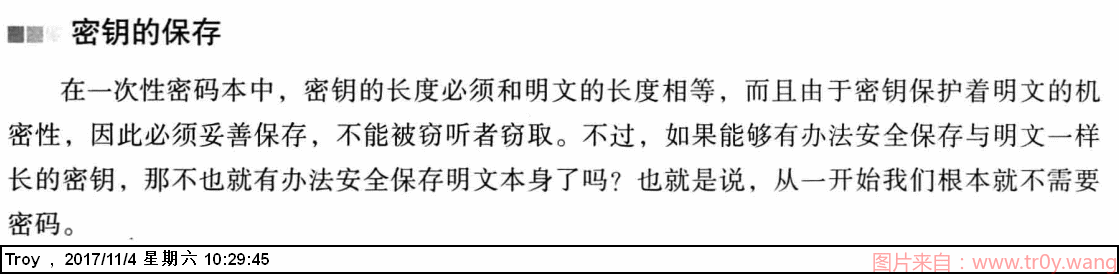 密钥的保存
在一次性密码本中，密钥的长度必须和明文的长度相等，而且由于密钥保护着明文的机
密性，因此必须妥善保存，不能被窃听者窃取。不过，如果能够有办法安全保存与明文一样
长的密钥，那不也就有办法安全保存明文本身了吗？也就是说，从一开始我们根本就不需要
密码。
Troy , 2017/11/4 星期六 10:29:45
图片来自：www.tr0y.wang